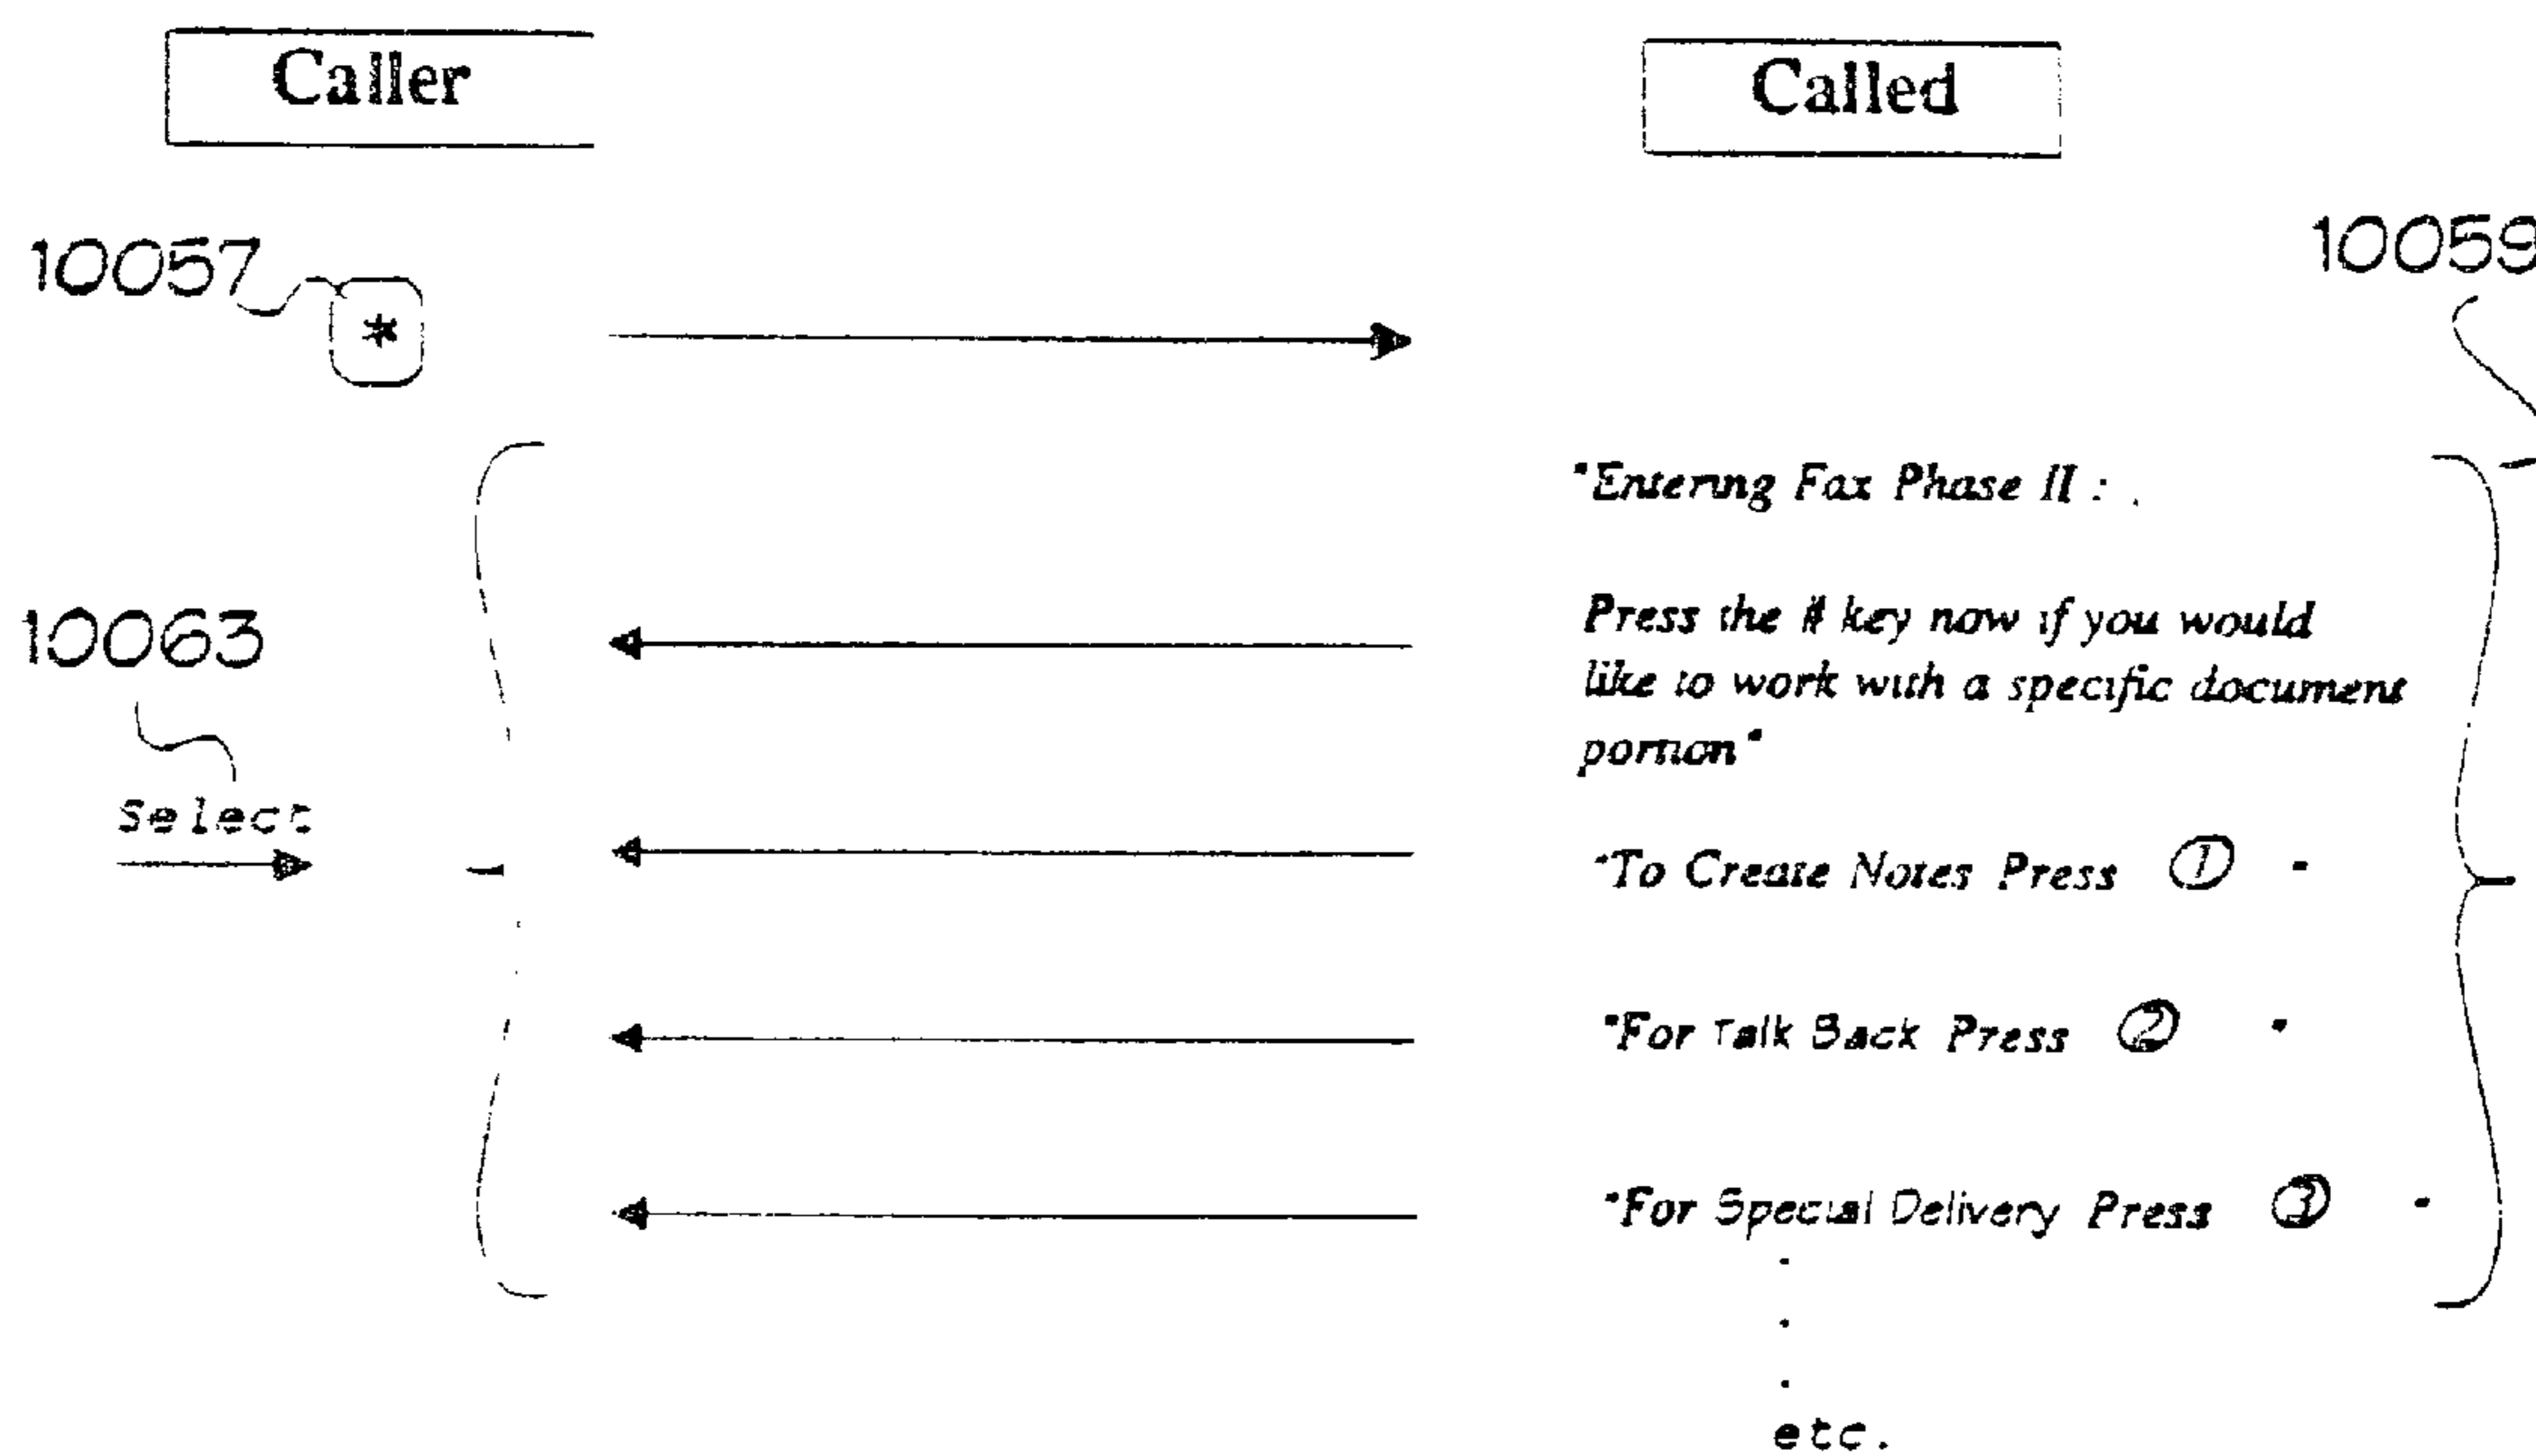 Caller
Called
10057
*
10059
"Entering Fax Phase II : .
Press the # key now if you would
like to work with a specific document
portion"
10063
Select
"To Create Notes Press 1 "
"For Talk Back Press 2 "
"For Special Delivery Press 3 "
etc.